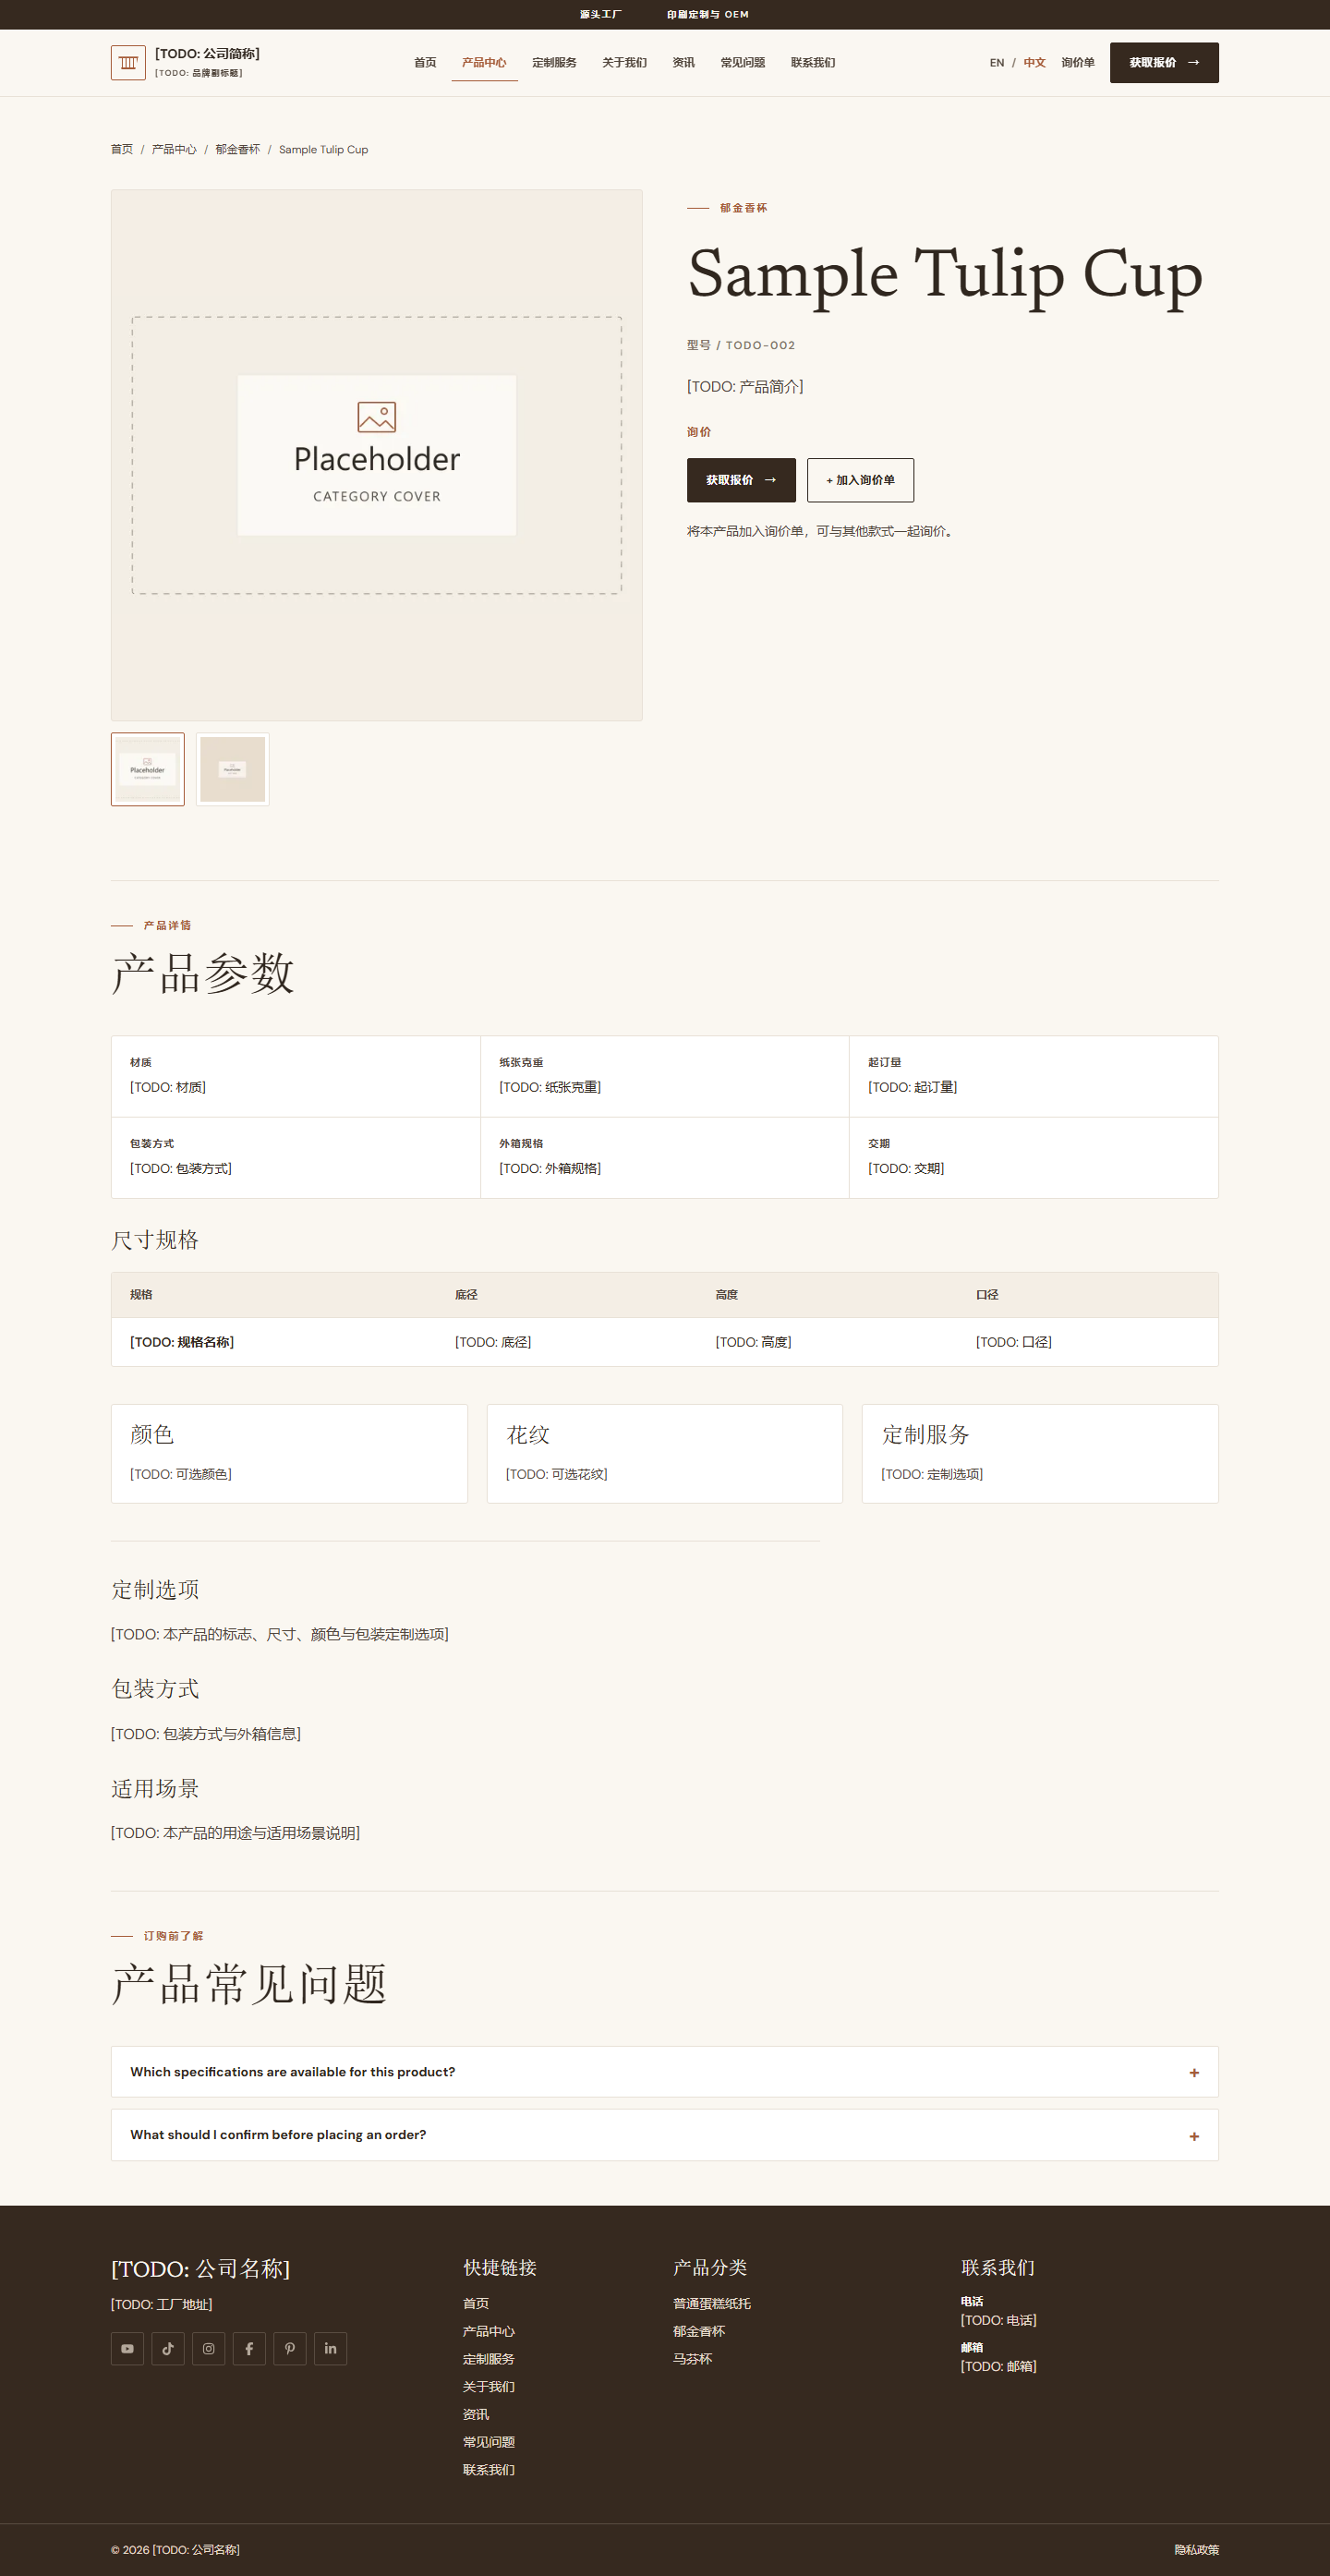 源头工厂 印刷定制与 OEM
[TODO: 公司简称]
[TODO: 品牌副标题]
首页 产品中心 定制服务 关于我们 资讯 常见问题 联系我们
EN / 中文 询价单 获取报价 →
首页 / 产品中心 / 郁金香杯 / Sample Tulip Cup
Placeholder
CATEGORY COVER
Placeholder
郁金香杯
Sample Tulip Cup
型号 / TODO-002
[TODO: 产品简介]
询价
获取报价 → + 加入询价单
将本产品加入询价单，可与其他款式一起询价。
产品详情
产品参数
材质 纸张克重 起订量
[TODO: 材质] [TODO: 纸张克重] [TODO: 起订量]
包装方式 外箱规格 交期
[TODO: 包装方式] [TODO: 外箱规格] [TODO: 交期]
尺寸规格
规格 底径 高度 口径
[TODO: 规格名称] [TODO: 底径] [TODO: 高度] [TODO: 口径]
颜色 花纹 定制服务
[TODO: 可选颜色] [TODO: 可选花纹] [TODO: 定制选项]
定制选项
[TODO: 本产品的标志、尺寸、颜色与包装定制选项]
包装方式
[TODO: 包装方式与外箱信息]
适用场景
[TODO: 本产品的用途与适用场景说明]
订购前了解
产品常见问题
Which specifications are available for this product? +
What should I confirm before placing an order? +
[TODO: 公司名称]
[TODO: 工厂地址]
快捷链接
首页
产品中心
定制服务
关于我们
资讯
常见问题
联系我们
产品分类
普通蛋糕纸托
郁金香杯
马芬杯
联系我们
电话
[TODO: 电话]
邮箱
[TODO: 邮箱]
© 2026 [TODO: 公司名称] 隐私政策